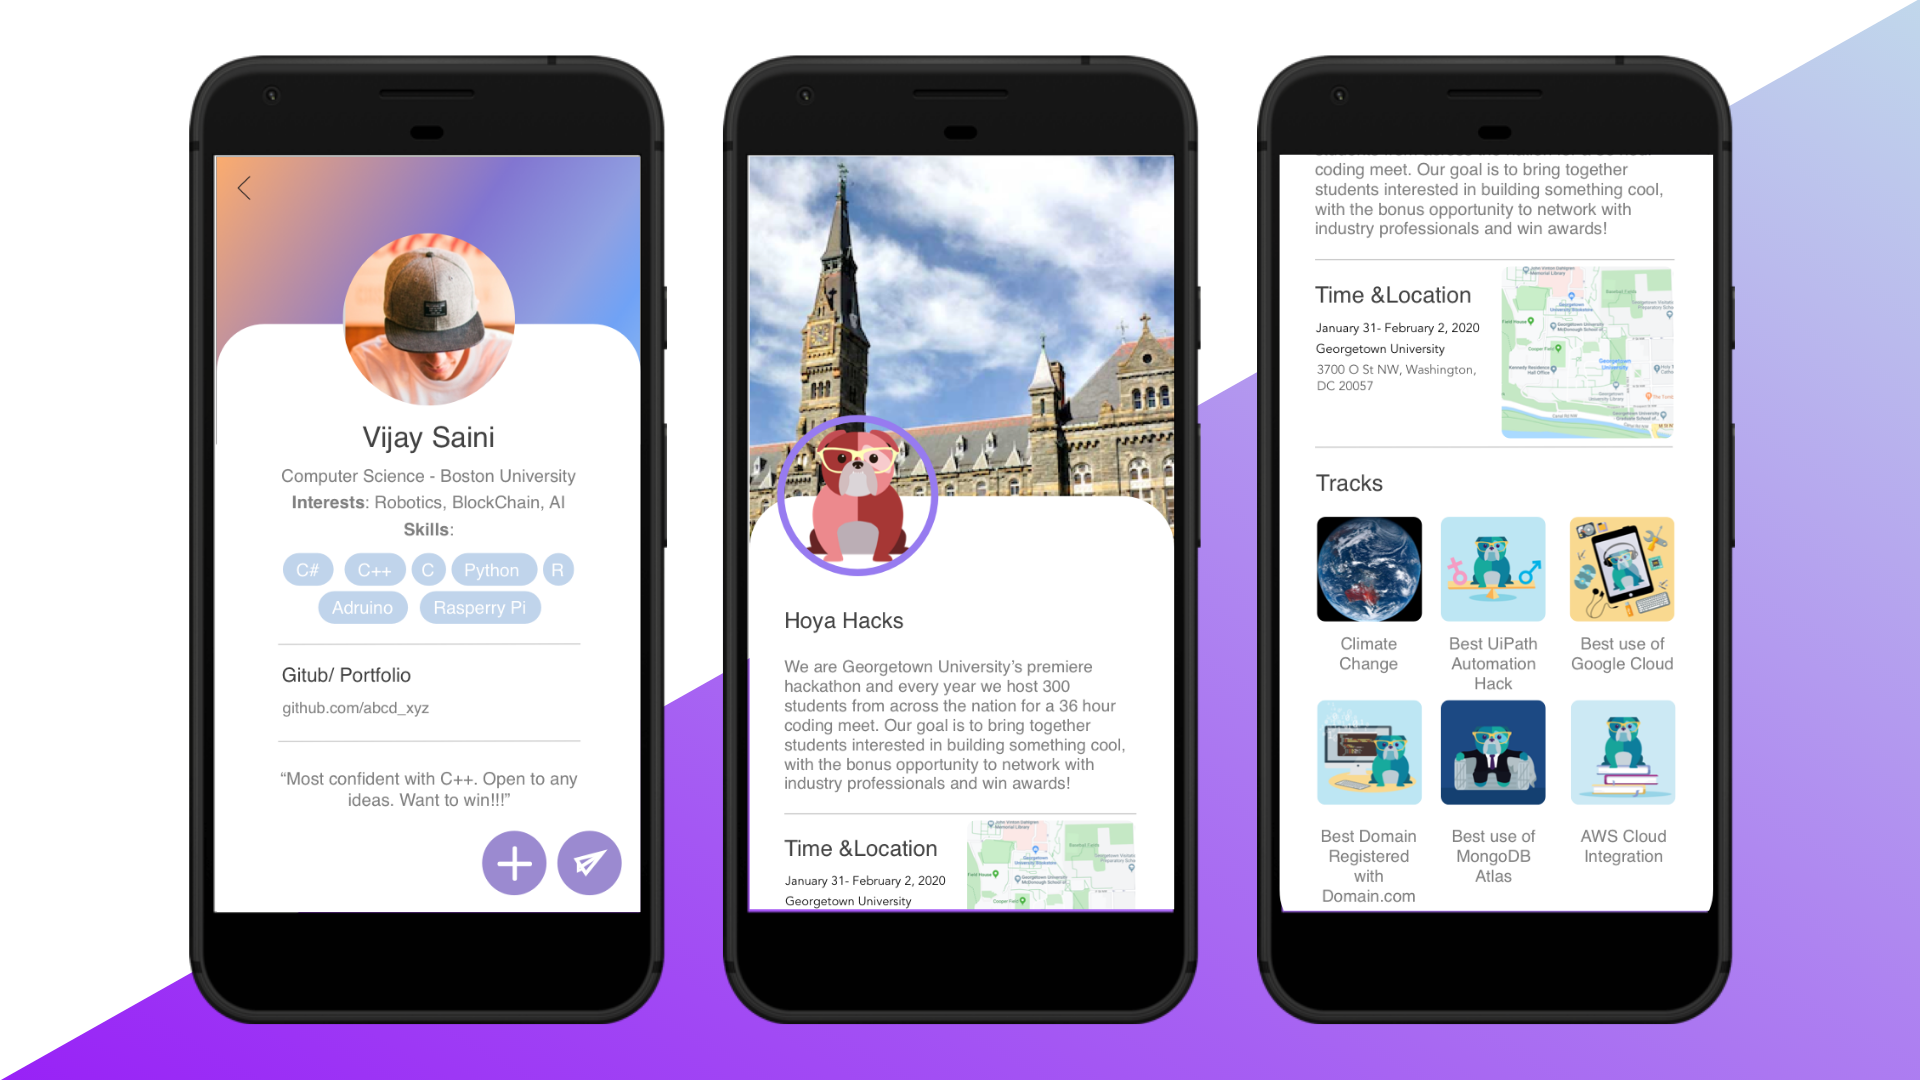 Vijay Saini
Computer Science - Boston University
Interests: Robotics, BlockChain, AI
Skills:
C#
C++
C
Python
R
Adruino
Rasperry Pi
Gitub/ Portfolio
github.com/abcd_xyz
“Most confident with C++. Open to any
ideas. Want to win!!!”
Hoya Hacks
We are Georgetown University’s premiere
hackathon and every year we host 300
students from across the nation for a 36 hour
coding meet. Our goal is to bring together
students interested in building something cool,
with the bonus opportunity to network with
industry professionals and win awards!
Time &Location
January 31- February 2, 2020
Georgetown University
coding meet. Our goal is to bring together
students interested in building something cool,
with the bonus opportunity to network with
industry professionals and win awards!
Time &Location
January 31- February 2, 2020
Georgetown University
3700 O St NW, Washington,
DC 20057
Georgetown
University
Tracks
Climate
Change
Best UiPath
Automation
Hack
Best use of
Google Cloud
Best Domain
Registered
with
Domain.com
Best use of
MongoDB
Atlas
AWS Cloud
Integration